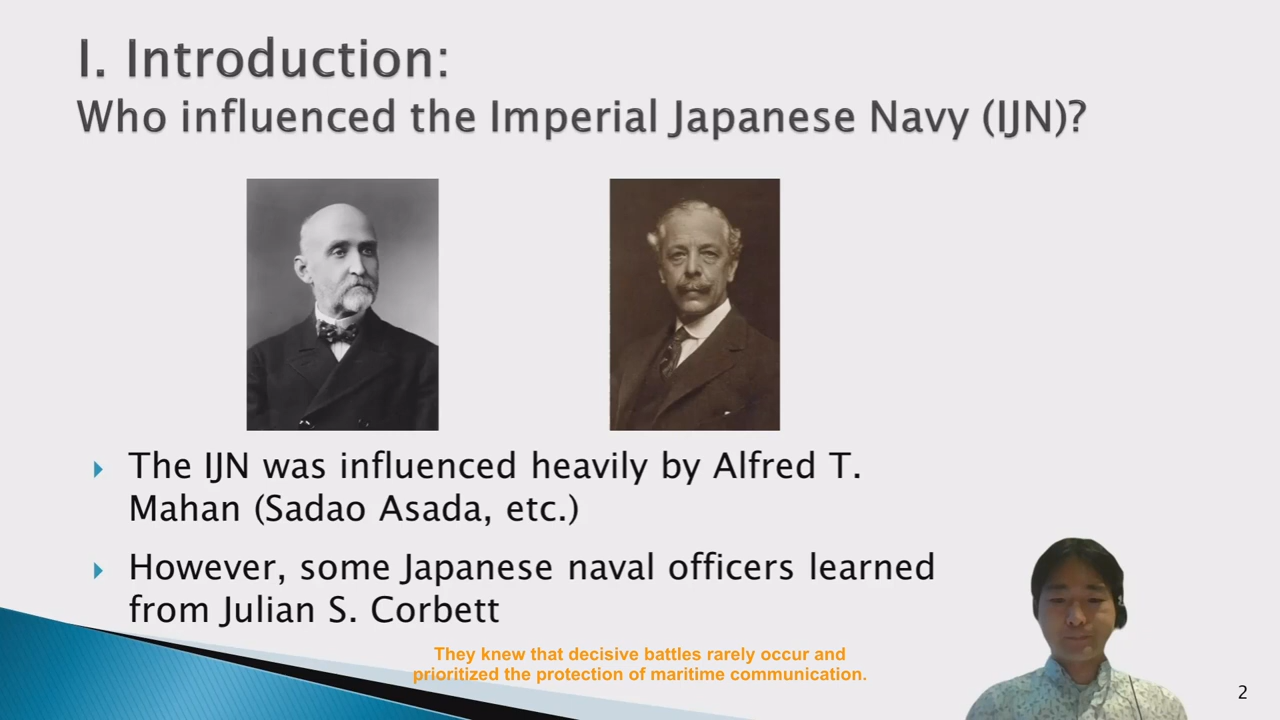 I. Introduction:
Who influenced the Imperial Japanese Navy (IJN)?
The IJN was influenced heavily by Alfred T.
Mahan (Sadao Asada, etc.)
However, some Japanese naval officers learned
from Julian S. Corbett
They knew that decisive battles rarely occur and
prioritized the protection of maritime communication.
2